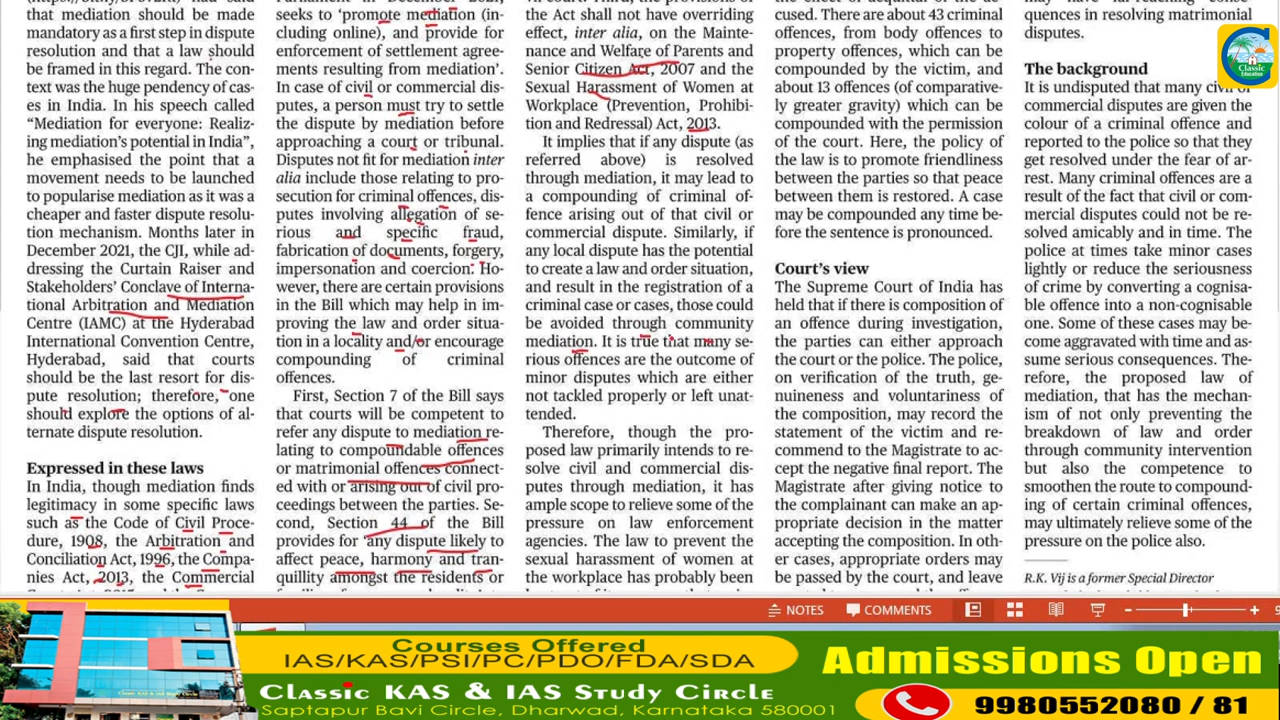 that mediation should be made
mandatory as a first step in dispute
resolution and that a law should
be framed in this regard. The con-
text was the huge pendency of cas-
es in India. In his speech called
“Mediation for everyone: Realiz-
ing mediation’s potential in India”,
he emphasised the point that a
movement needs to be launched
to popularise mediation as it was a
cheaper and faster dispute resolu-
tion mechanism. Months later in
December 2021, the CJI, while ad-
dressing the Curtain Raiser and
Stakeholders’ Conclave of Interna-
tional Arbitration and Mediation
Centre (IAMC) at the Hyderabad
International Convention Centre,
Hyderabad, said that courts
should be the last resort for dis-
pute resolution; therefore, one
should explore the options of al-
ternate dispute resolution.
Expressed in these laws
In India, though mediation finds
legitimacy in some specific laws
such as the Code of Civil Proce-
dure, 1908, the Arbitration and
Conciliation Act, 1996, the Compa-
nies Act, 2013, the Commercial
seeks to ‘promote mediation (in-
cluding online), and provide for
enforcement of settlement agree-
ments resulting from mediation’.
In case of civil or commercial dis-
putes, a person must try to settle
the dispute by mediation before
approaching a court or tribunal.
Disputes not fit for mediation inter
alia include those relating to pro-
secution for criminal offences, dis-
putes involving allegation of se-
rious and specific fraud,
fabrication of documents, forgery,
impersonation and coercion. Ho-
wever, there are certain provisions
in the Bill which may help in im-
proving the law and order situa-
tion in a locality and/or encourage
compounding of criminal
offences.
First, Section 7 of the Bill says
that courts will be competent to
refer any dispute to mediation re-
lating to compoundable offences
or matrimonial offences connect-
ed with or arising out of civil pro-
ceedings between the parties. Se-
cond, Section 44 of the Bill
provides for ‘any dispute likely to
affect peace, harmony and tran-
quillity amongst the residents or
the Act shall not have overriding
effect, inter alia, on the Mainte-
nance and Welfare of Parents and
Senior Citizen Act, 2007 and the
Sexual Harassment of Women at
Workplace (Prevention, Prohibi-
tion and Redressal) Act, 2013.
It implies that if any dispute (as
referred above) is resolved
through mediation, it may lead to
a compounding of criminal of-
fence arising out of that civil or
commercial dispute. Similarly, if
any local dispute has the potential
to create a law and order situation,
and result in the registration of a
criminal case or cases, those could
be avoided through community
mediation. It is true that many se-
rious offences are the outcome of
minor disputes which are either
not tackled properly or left unat-
tended.
Therefore, though the pro-
posed law primarily intends to re-
solve civil and commercial dis-
putes through mediation, it has
ample scope to relieve some of the
pressure on law enforcement
agencies. The law to prevent the
sexual harassment of women at
the workplace has probably been
cused. There are about 43 criminal
offences, from body offences to
property offences, which can be
compounded by the victim, and
about 13 offences (of comparative-
ly greater gravity) which can be
compounded with the permission
of the court. Here, the policy of
the law is to promote friendliness
between the parties so that peace
between them is restored. A case
may be compounded any time be-
fore the sentence is pronounced.
Court’s view
The Supreme Court of India has
held that if there is composition of
an offence during investigation,
the parties can either approach
the court or the police. The police,
on verification of the truth, ge-
nuineness and voluntariness of
the composition, may record the
statement of the victim and re-
commend to the Magistrate to ac-
cept the negative final report. The
Magistrate after giving notice to
the complainant can make an ap-
propriate decision in the matter
accepting the composition. In oth-
er cases, appropriate orders may
be passed by the court, and leave
quences in resolving matrimonial
disputes.
The background
It is undisputed that many civil or
commercial disputes are given the
colour of a criminal offence and
reported to the police so that they
get resolved under the fear of ar-
rest. Many criminal offences are a
result of the fact that civil or com-
mercial disputes could not be re-
solved amicably and in time. The
police at times take minor cases
lightly or reduce the seriousness
of crime by converting a cognisa-
ble offence into a non-cognisable
one. Some of these cases may be-
come aggravated with time and as-
sume serious consequences. The-
refore, the proposed law of
mediation, that has the mechan-
ism of not only preventing the
breakdown of law and order
through community intervention
but also the competence to
smoothen the route to compound-
ing of certain criminal offences,
may ultimately relieve some of the
pressure on the police also.
R.K. Vij is a former Special Director
Classic
Education
NOTES
COMMENTS
Courses Offered
IAS/KAS/PSI/PC/PDO/FDA/SDA
Classic KAS & IAS Study Circle
Saptapur Bavi Circle, Dharwad, Karnataka 580001
Admissions Open
9980552080 / 81